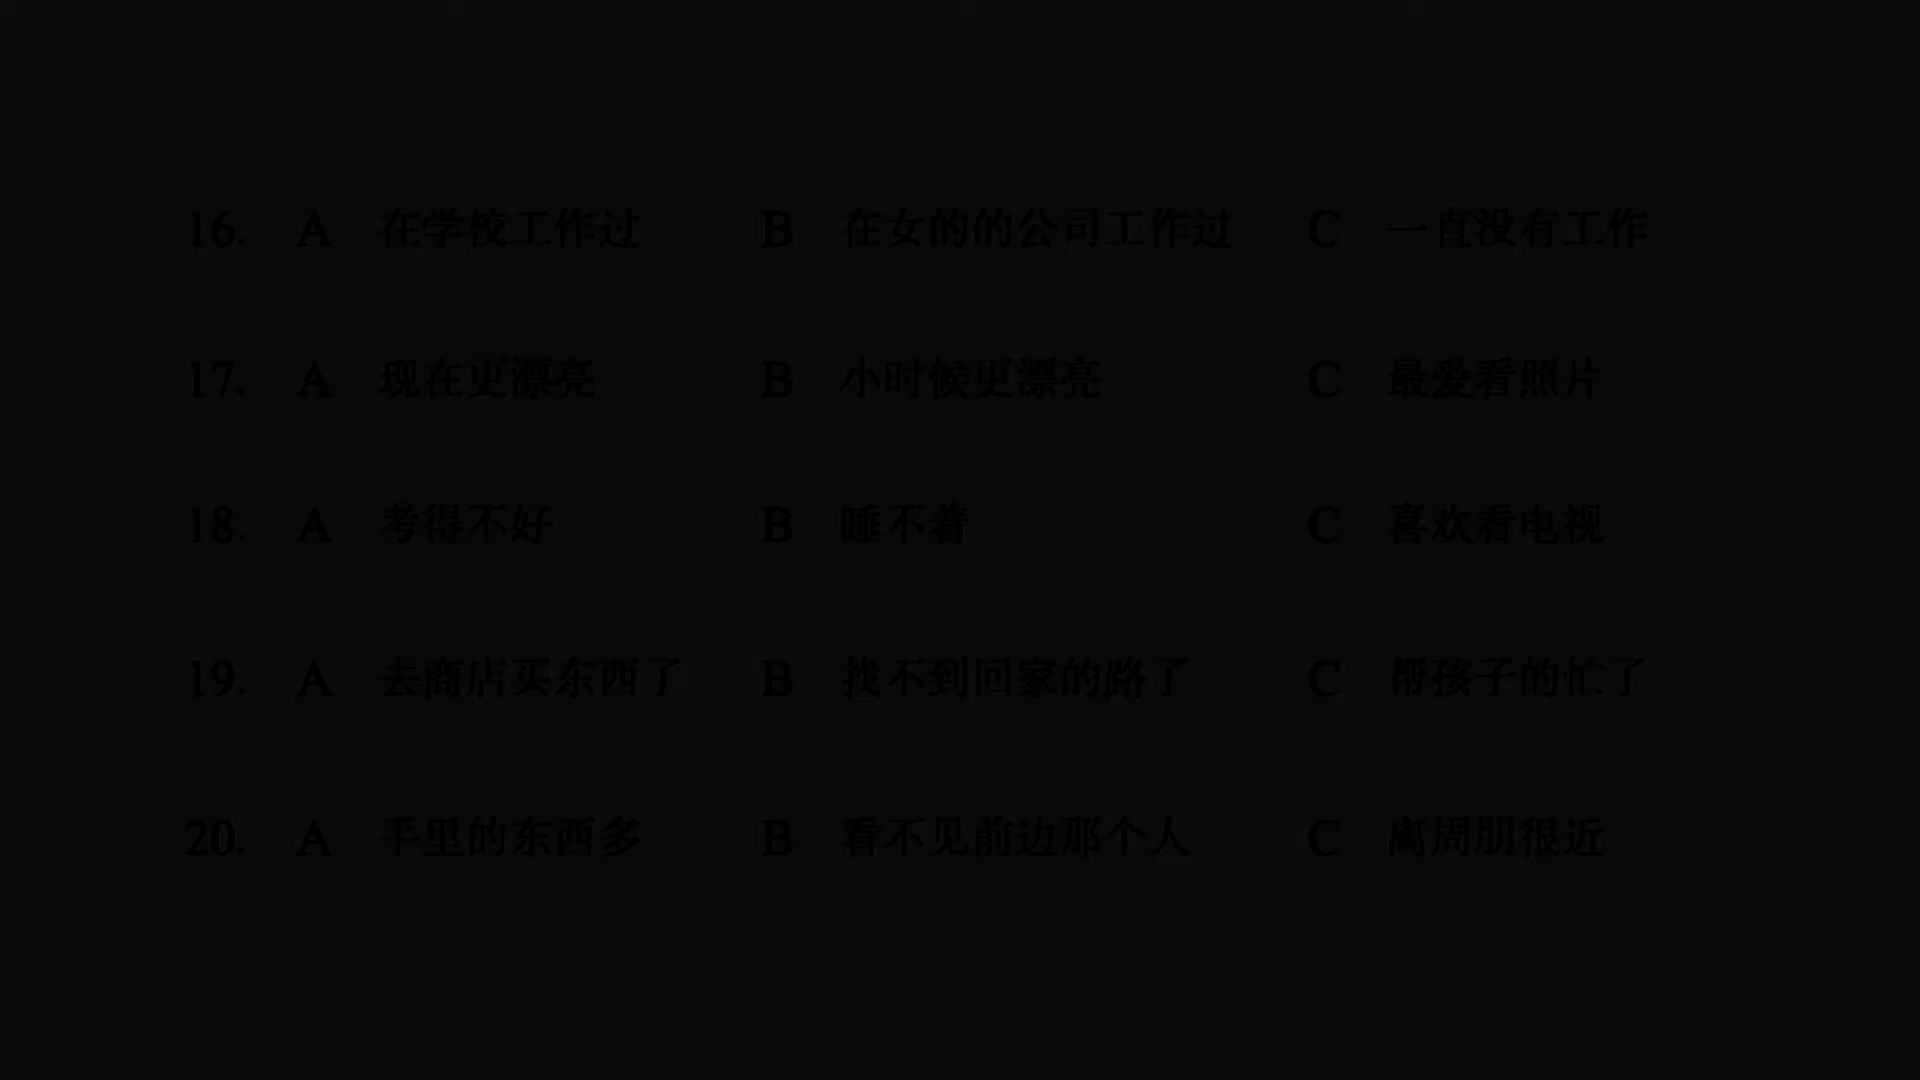 16. A 在学校工作过 B 在女的的公司工作过 C 一直没有工作
17. A 现在更漂亮 B 小时候更漂亮 C 最爱看照片
18. A 考得不好 B 睡不着 C 喜欢看电视
19. A 去商店买东西了 B 找不到回家的路了 C 帮孩子的忙了
20. A 手里的东西多 B 看不见前边那个人 C 离周朋很近